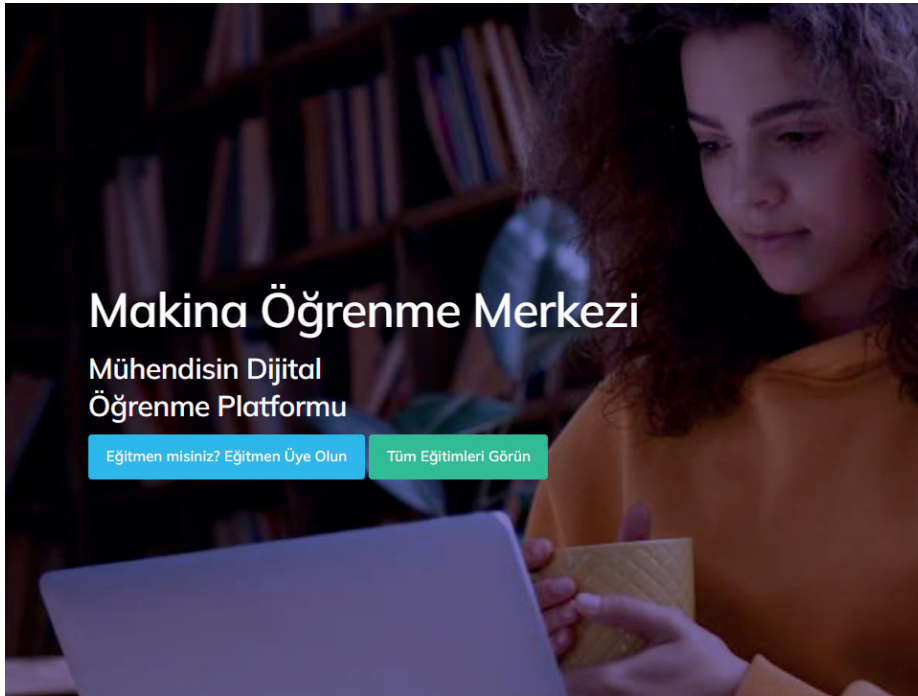 Makina Öğrenme Merkezi
Mühendisin Dijital
Öğrenme Platformu
Eğitmen misiniz? Eğitmen Üye Olun
Tüm Eğitimleri Görün